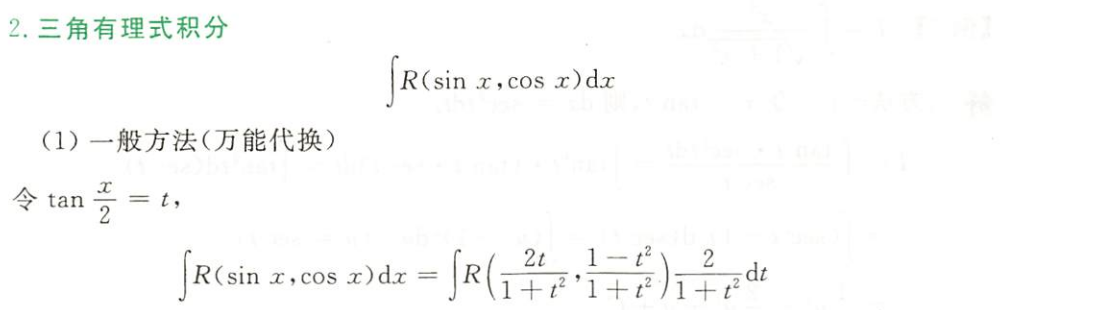 2. 三角有理式积分
∫R(sin x,cos x)dx
(1) 一般方法(万能代换)
令 tan x/2 = t,
∫R(sin x,cos x)dx = ∫R(2t/(1+t²),(1-t²)/(1+t²))2/(1+t²)dt